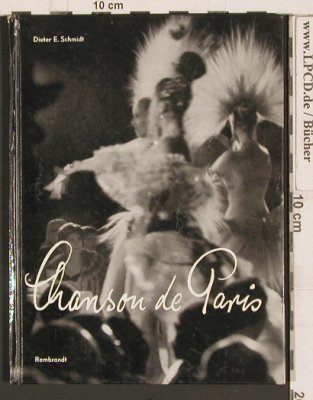 10 cm
Dieter E. Schmidt
www.LPCD.de / Bücher
10 cm
Chanson de Paris
Rembrandt